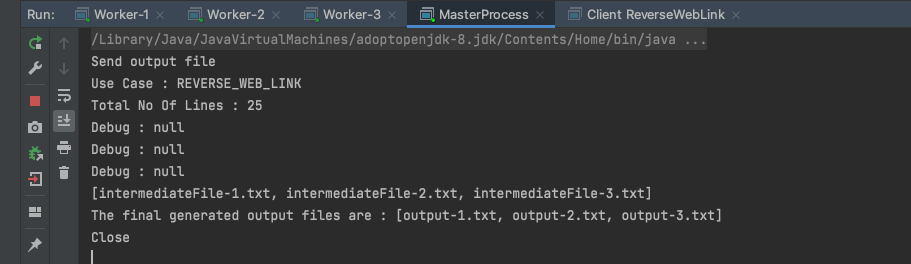 Run: Worker-1 Worker-2 Worker-3 MasterProcess Client ReverseWebLink
/Library/Java/JavaVirtualMachines/adoptopenjdk-8.jdk/Contents/Home/bin/java ...
Send output file
Use Case : REVERSE_WEB_LINK
Total No Of Lines : 25
Debug : null
Debug : null
Debug : null
[intermediateFile-1.txt, intermediateFile-2.txt, intermediateFile-3.txt]
The final generated output files are : [output-1.txt, output-2.txt, output-3.txt]
Close